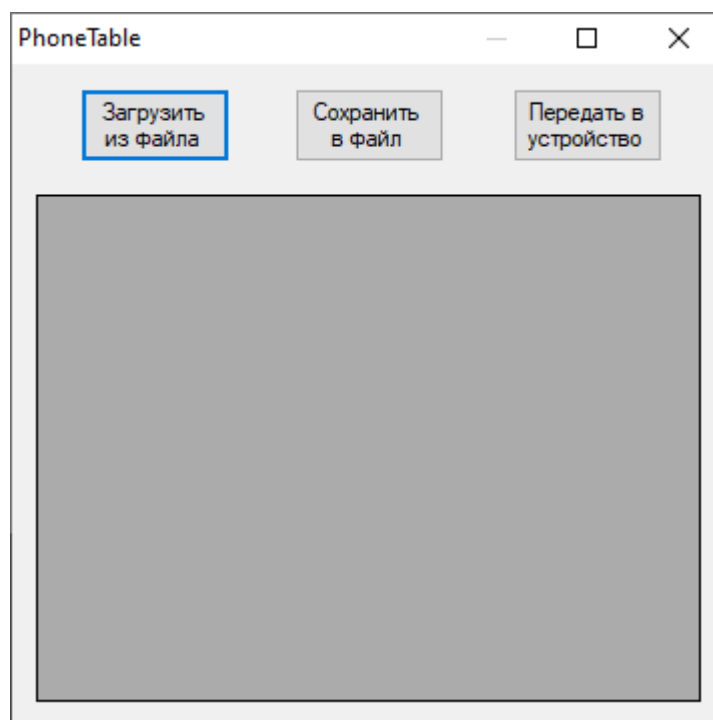 PhoneTable
Загрузить
из файла
Сохранить
в файл
Передать в
устройство